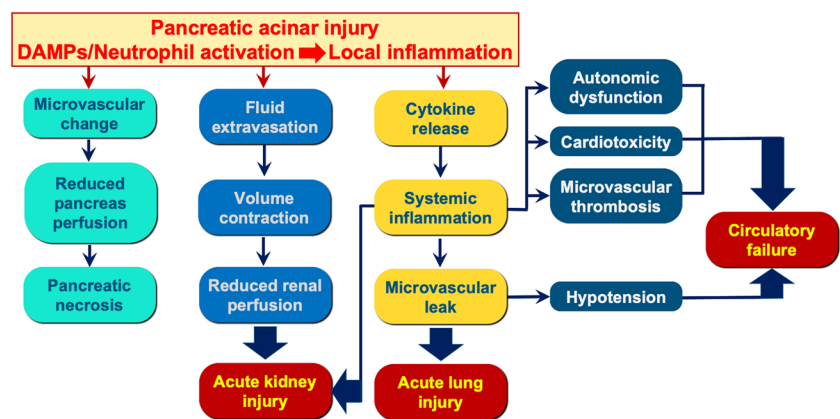 Pancreatic acinar injury
DAMPs/Neutrophil activation ➡ Local inflammation
Microvascular
change
Reduced
pancreas
perfusion
Pancreatic
necrosis
Fluid
extravasation
Volume
contraction
Reduced renal
perfusion
Acute kidney
injury
Cytokine
release
Systemic
inflammation
Microvascular
leak
Acute lung
injury
Autonomic
dysfunction
Cardiotoxicity
Microvascular
thrombosis
Hypotension
Circulatory
failure